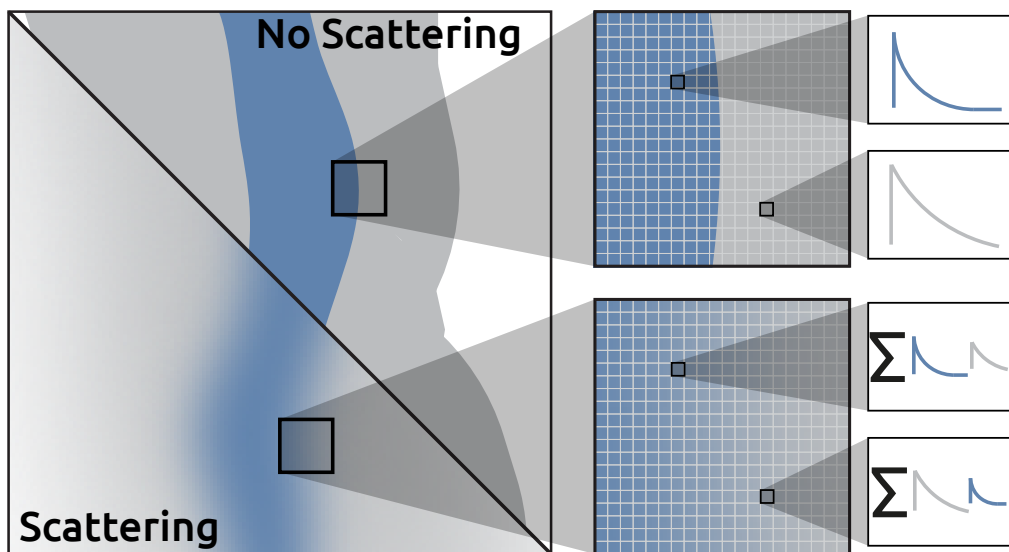 No Scattering
Σ
Σ
Scattering